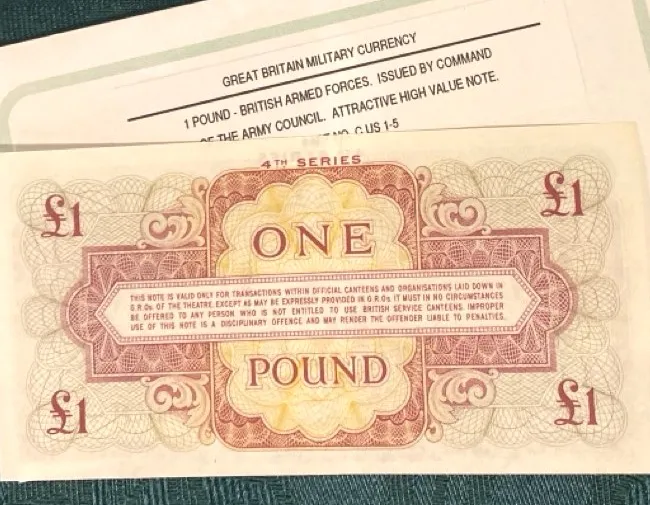 GREAT BRITAIN MILITARY CURRENCY
1 POUND - BRITISH ARMED FORCES. ISSUED BY COMMAND
OF THE ARMY COUNCIL. ATTRACTIVE HIGH VALUE NOTE.
NO. C US 1-5
4TH SERIES
£1 £1
ONE
THIS NOTE IS VALID ONLY FOR TRANSACTIONS WITHIN OFFICIAL CANTEENS AND ORGANISATIONS LAID DOWN IN
G.R.Os. OF THE THEATRE. EXCEPT AS MAY BE EXPRESSLY PROVIDED IN G.R.Os. IT MUST IN NO CIRCUMSTANCES
BE OFFERED TO ANY PERSON WHO IS NOT ENTITLED TO USE BRITISH SERVICE CANTEENS. IMPROPER
USE OF THIS NOTE IS A DISCIPLINARY OFFENCE AND MAY RENDER THE OFFENDER LIABLE TO PENALTIES.
POUND
£1 £1